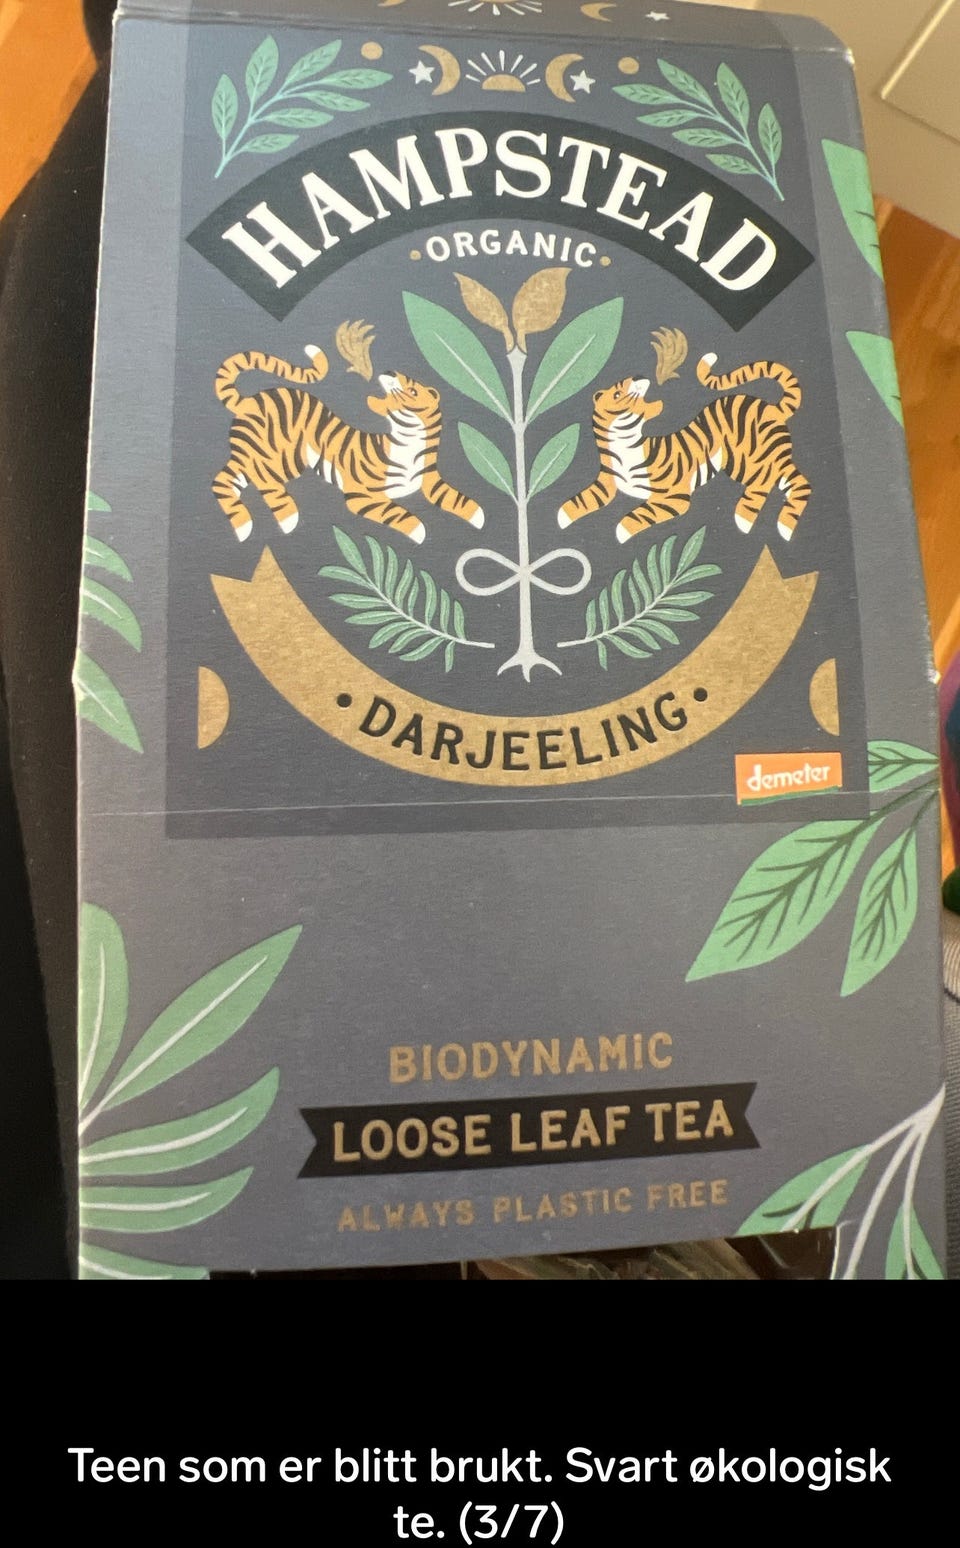 HAMPSTEAD
ORGANIC
DARJEELING
demeter
BIODYNAMIC
LOOSE LEAF TEA
ALWAYS PLASTIC FREE
Teen som er blitt brukt. Svart økologisk
te. (3/7)